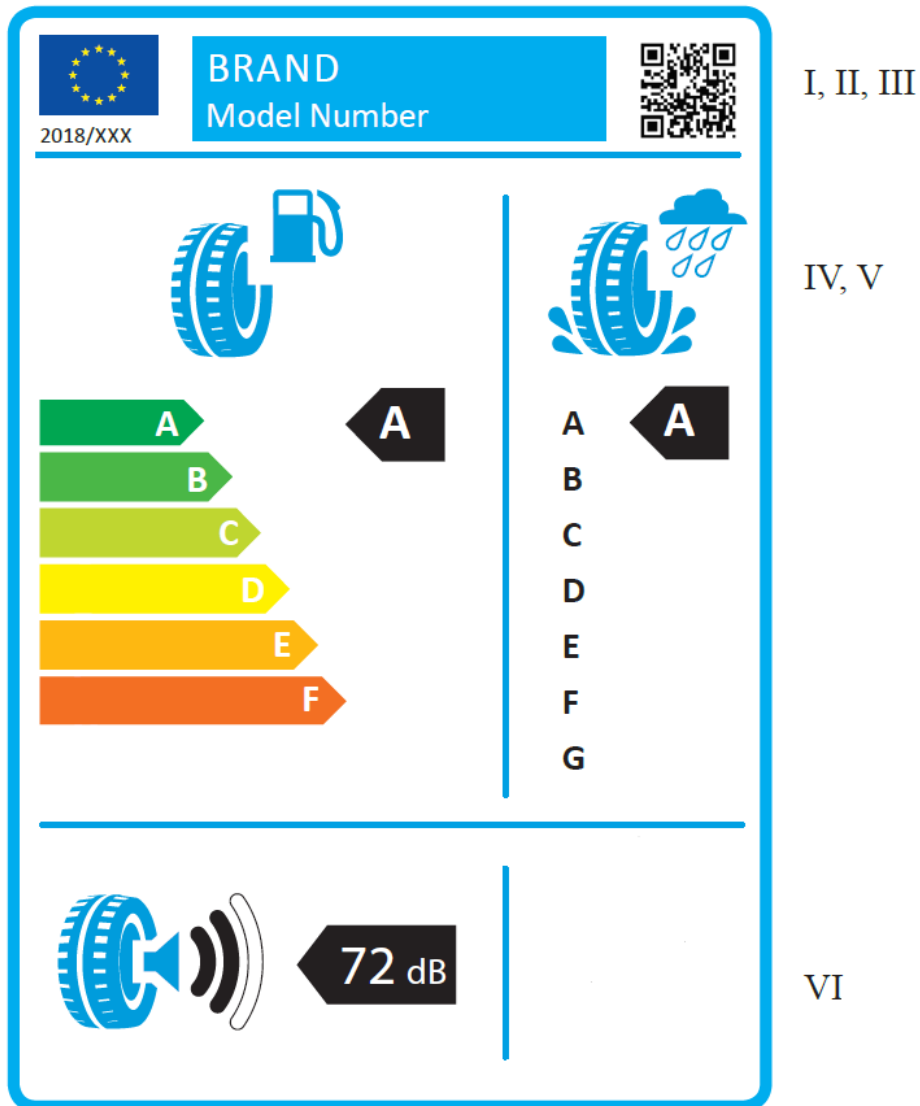 BRAND
Model Number
2018/XXX
I, II, III
IV, V
A
B
C
D
E
F
A
A
B
C
D
E
F
G
A
72 dB
VI